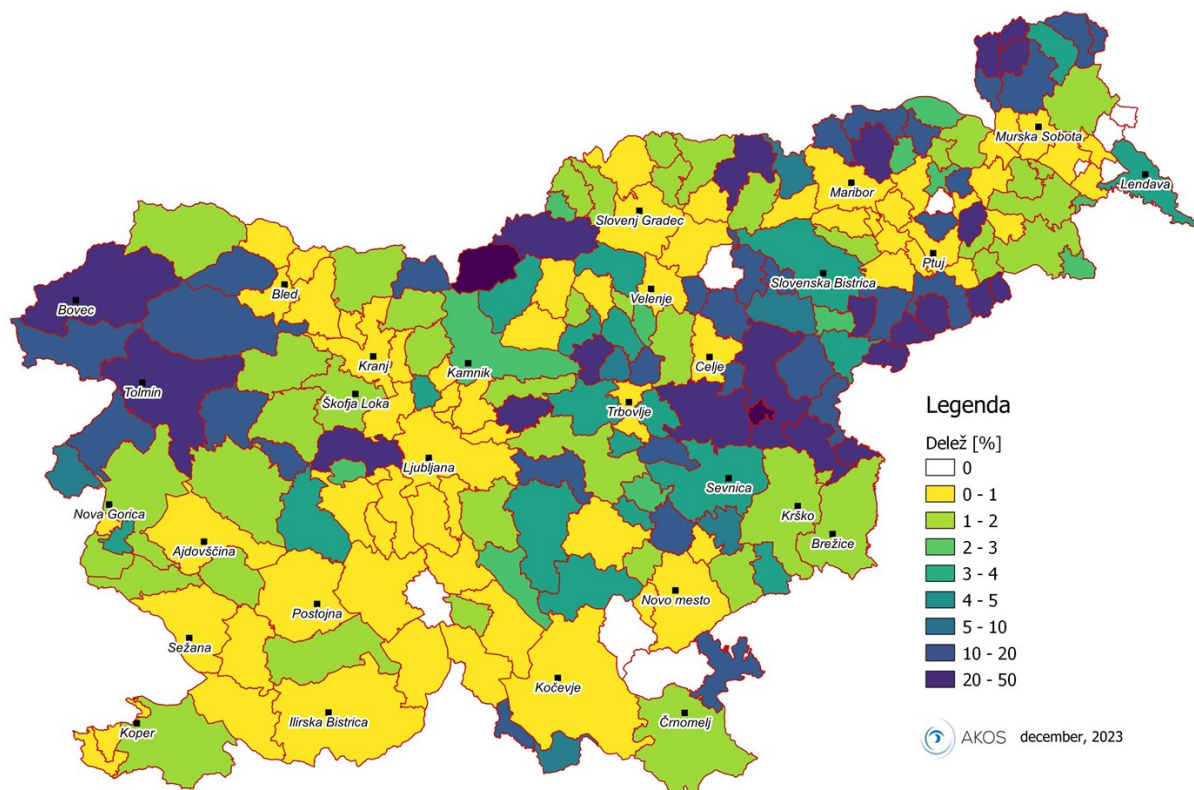 Murska Sobota
Lendava
Maribor
Slovenj Gradec
Ptuj
Slovenska Bistrica
Bled
Velenje
Bovec
Kranj
Celje
Kamnik
Tolmin
Škofja Loka
Trbovlje
Ljubljana
Sevnica
Nova Gorica
Krško
Ajdovščina
Brežice
Postojna
Novo mesto
Sežana
Kočevje
Ilirska Bistrica
Črnomelj
Koper
Legenda
Delež [%]
0
0 - 1
1 - 2
2 - 3
3 - 4
4 - 5
5 - 10
10 - 20
20 - 50
AKOS december, 2023